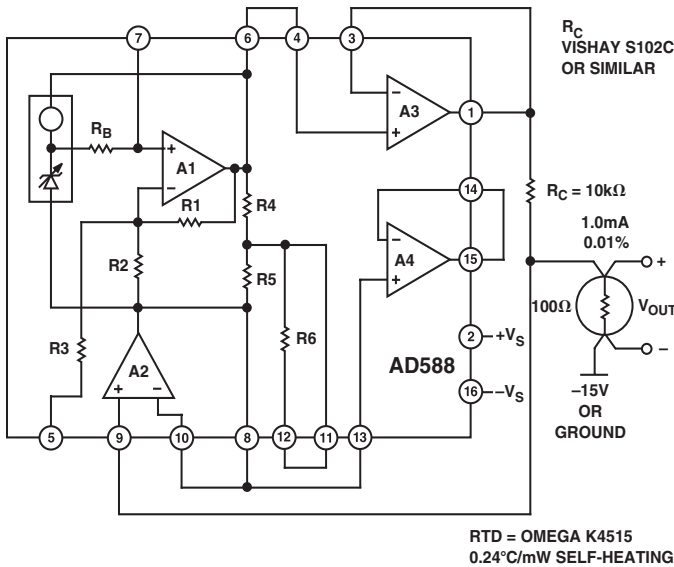 7
6
4
3
R_C
VISHAY S102C
OR SIMILAR
R_B
+
A1
–
–
A3
+
1
R1
R4
14
R_C = 10kΩ
1.0mA
0.01%
R2
R5
–
A4
+
15
+
100Ω
V_OUT
–
R3
R6
A2
+
–
AD588
2
+V_S
16
–V_S
–15V
OR
GROUND
5
9
10
8
12
11
13
RTD = OMEGA K4515
0.24°C/mW SELF-HEATING